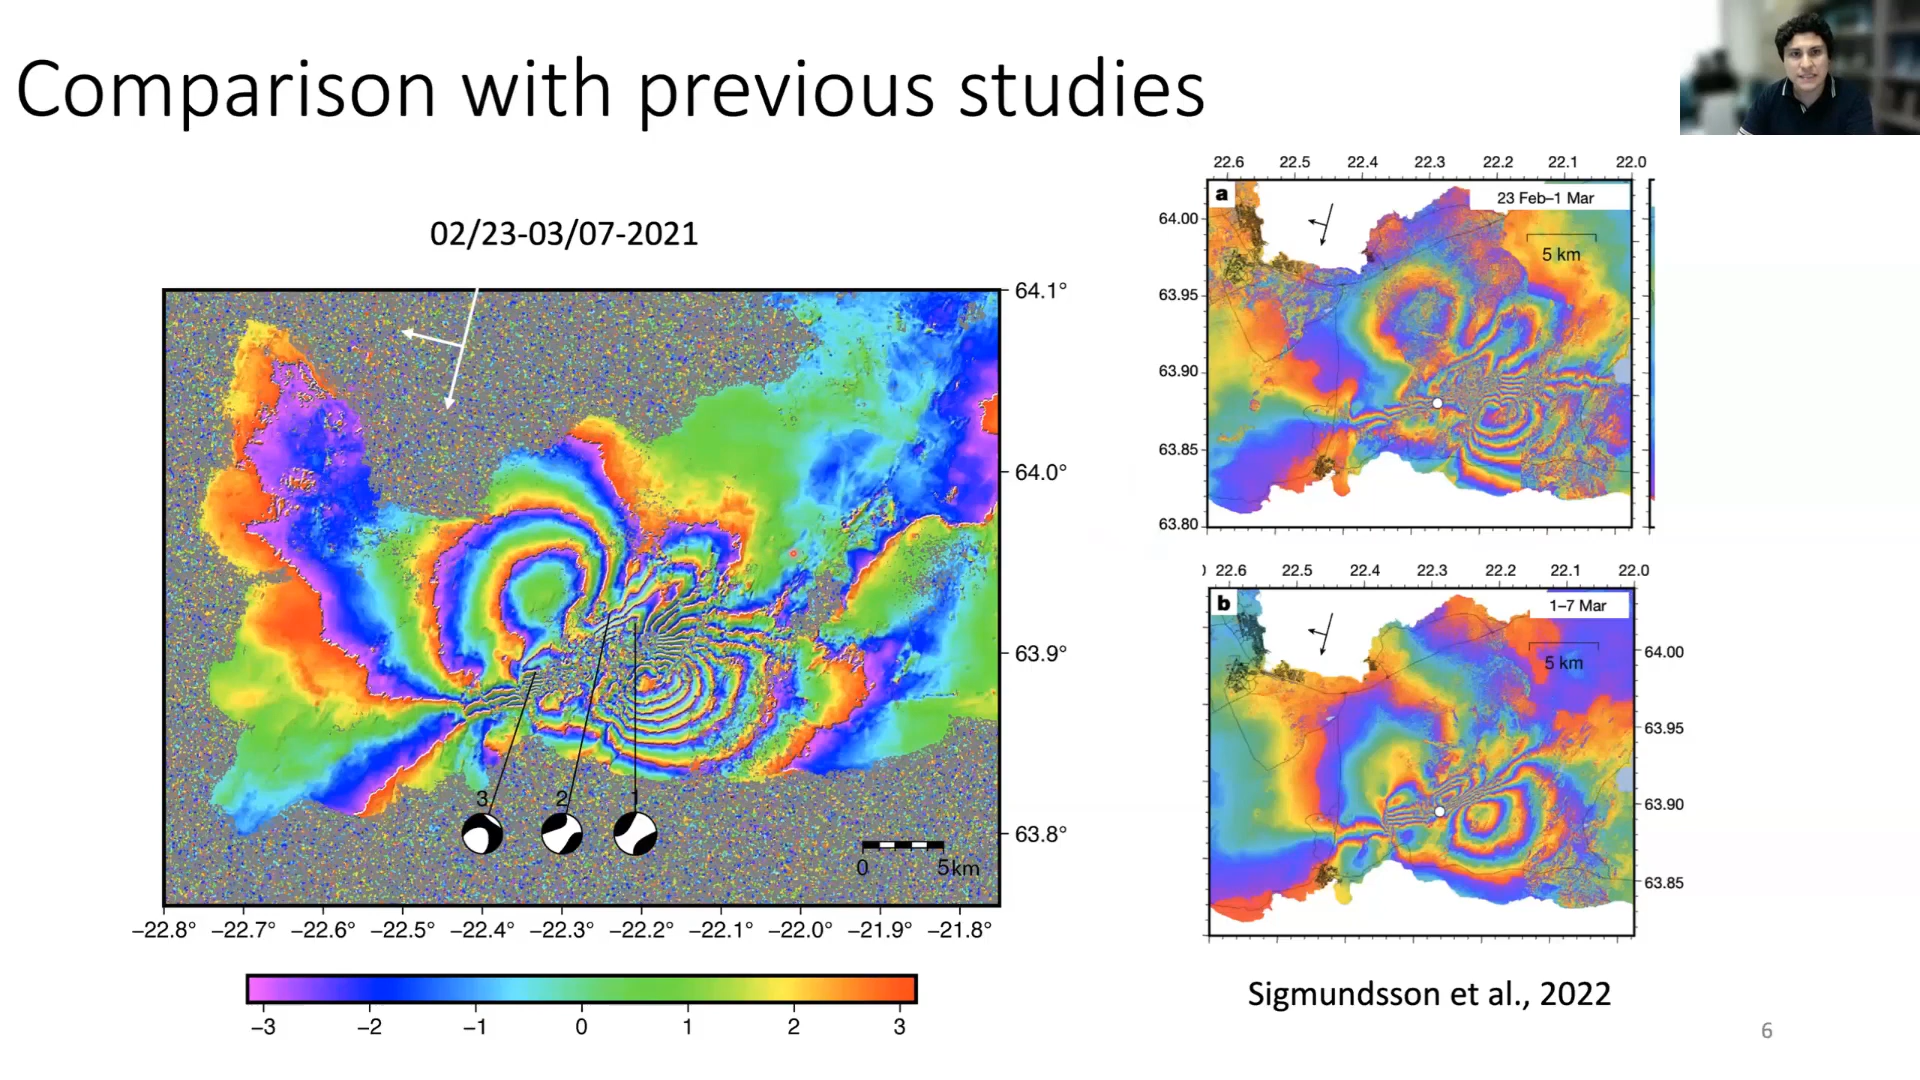 Comparison with previous studies
02/23-03/07-2021
64.1°
64.0°
63.9°
63.8°
3 2 1
0 5km
−22.8° −22.7° −22.6° −22.5° −22.4° −22.3° −22.2° −22.1° −22.0° −21.9° −21.8°
−3 −2 −1 0 1 2 3
22.6 22.5 22.4 22.3 22.2 22.1 22.0
a
23 Feb–1 Mar
5 km
64.00
63.95
63.90
63.85
63.80
22.6 22.5 22.4 22.3 22.2 22.1 22.0
b
1–7 Mar
5 km
64.00
63.95
63.90
63.85
Sigmundsson et al., 2022
6